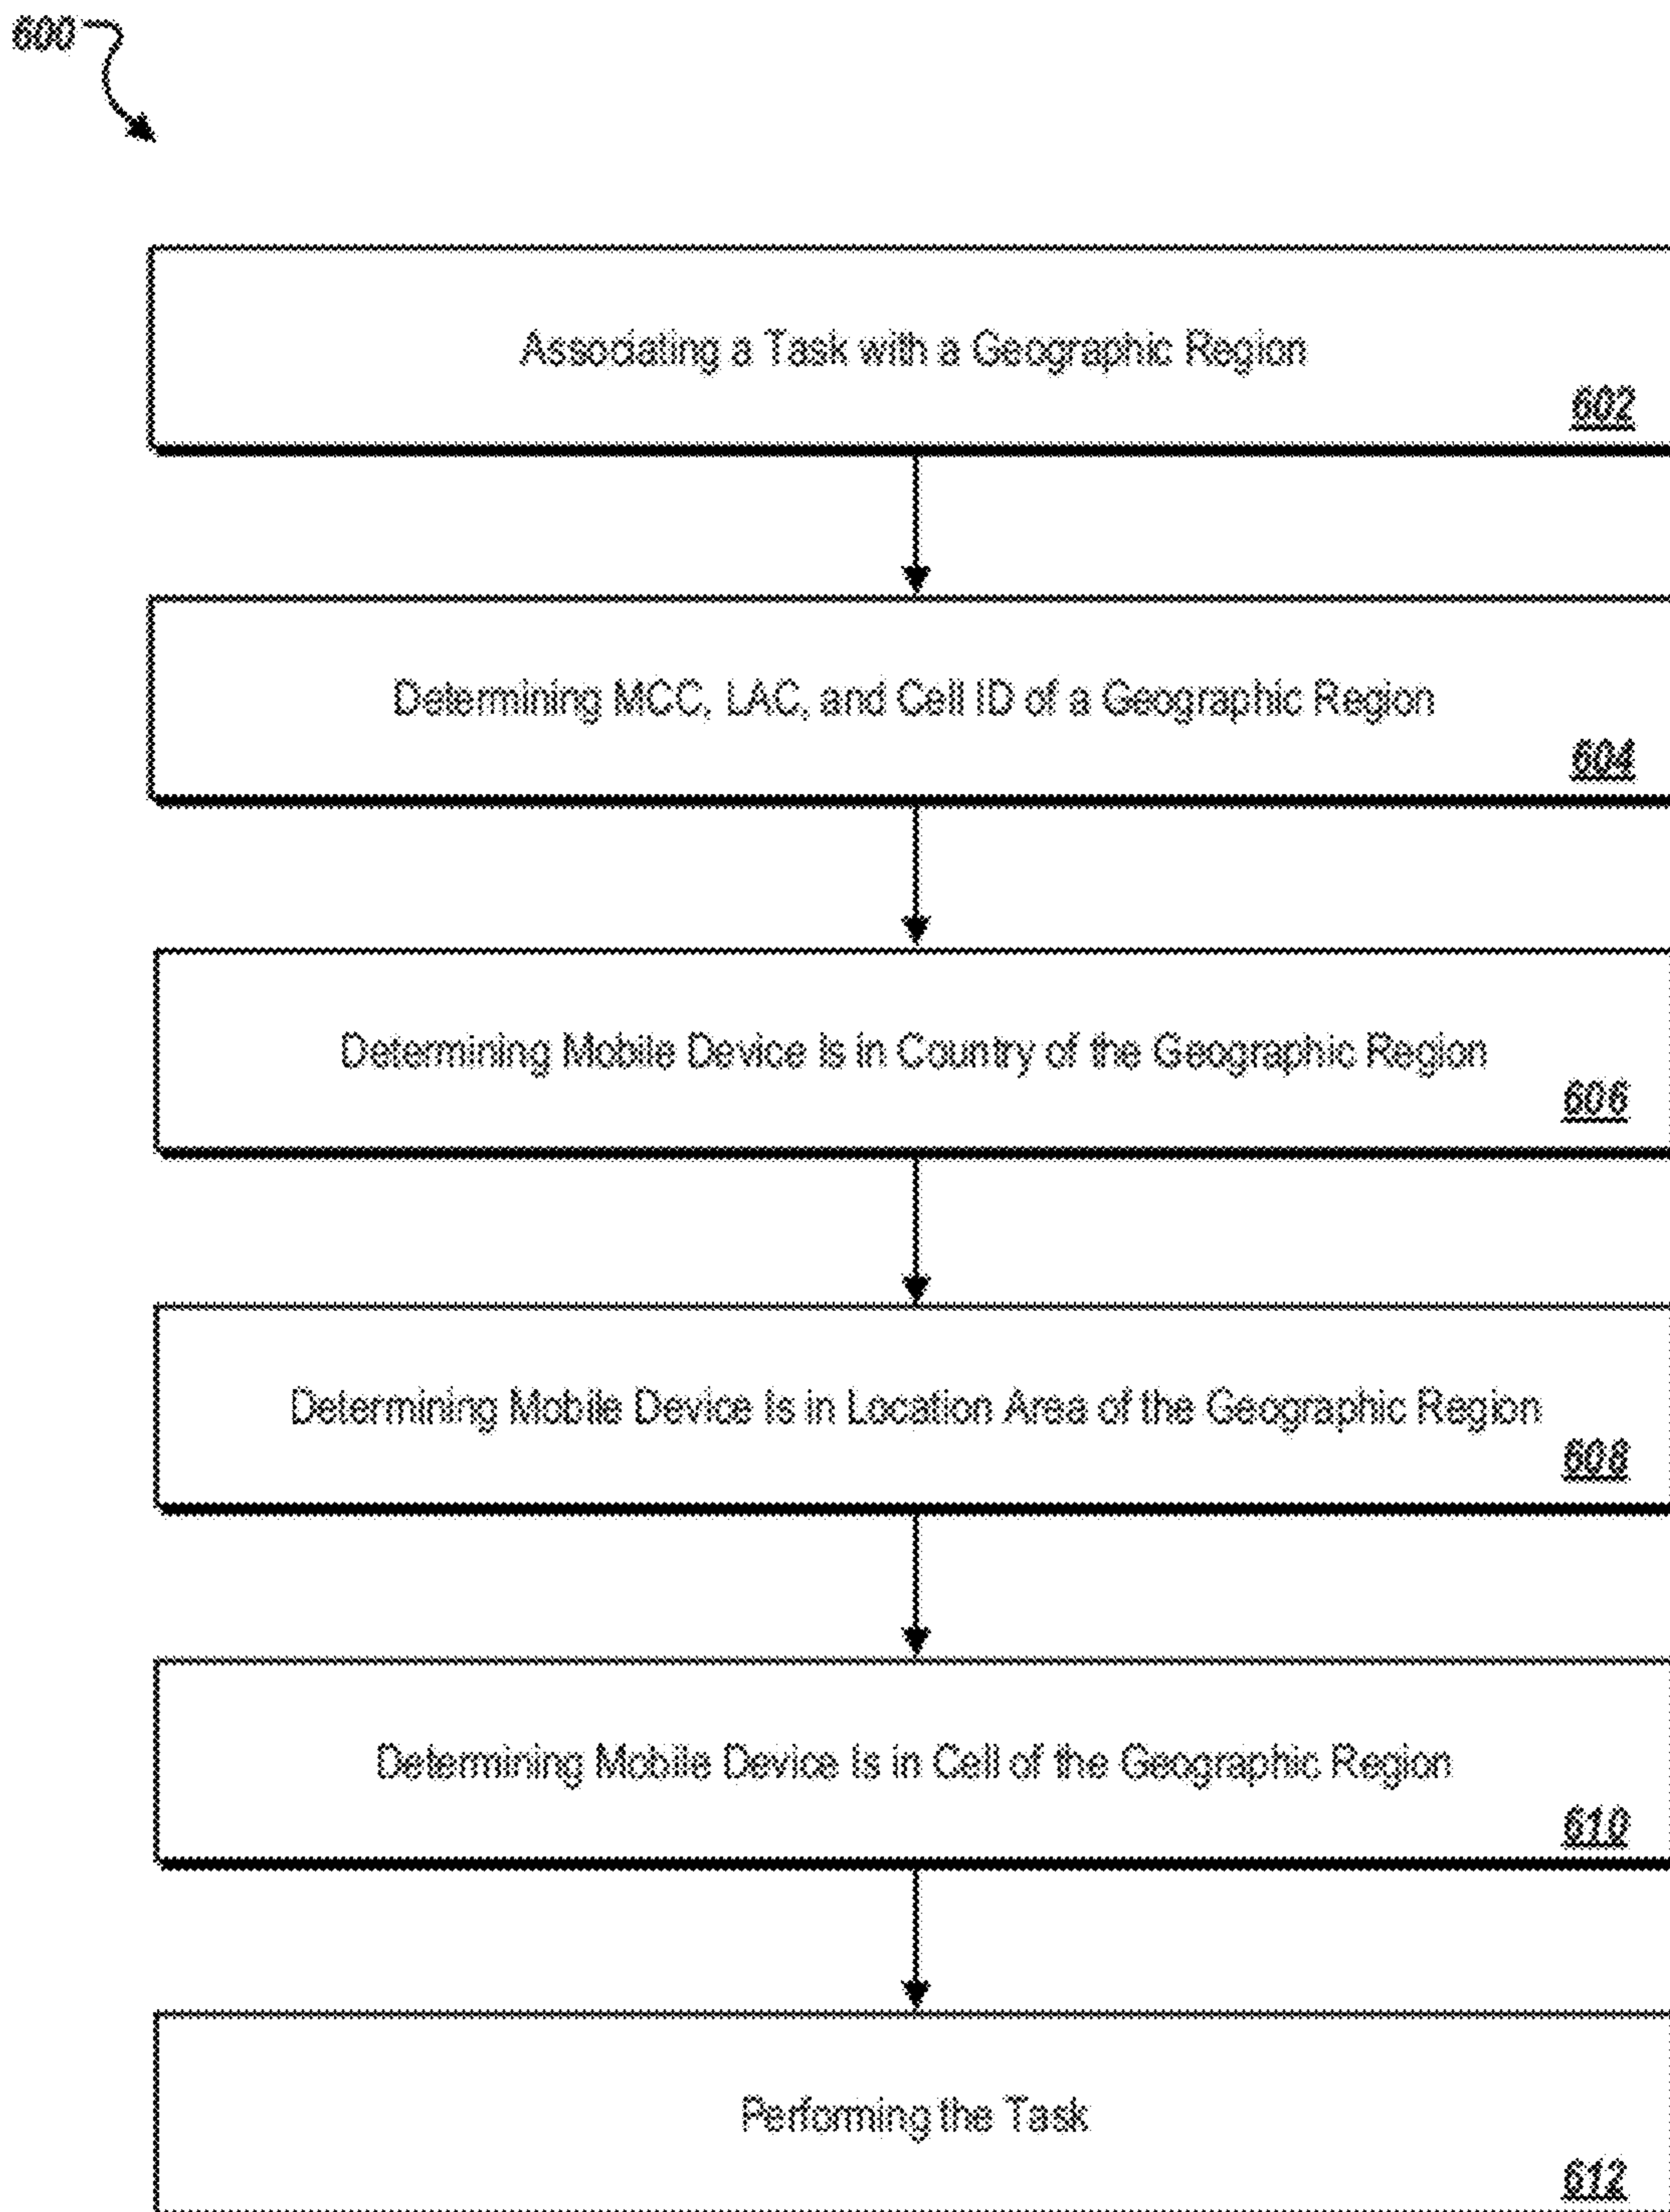 600
Associating a Task with a Geographic Region
602
Determining MCC, LAC, and Cell ID of a Geographic Region
604
Determining Mobile Device Is in Country of the Geographic Region
606
Determining Mobile Device Is in Location Area of the Geographic Region
608
Determining Mobile Device Is in Cell of the Geographic Region
610
Performing the Task
612